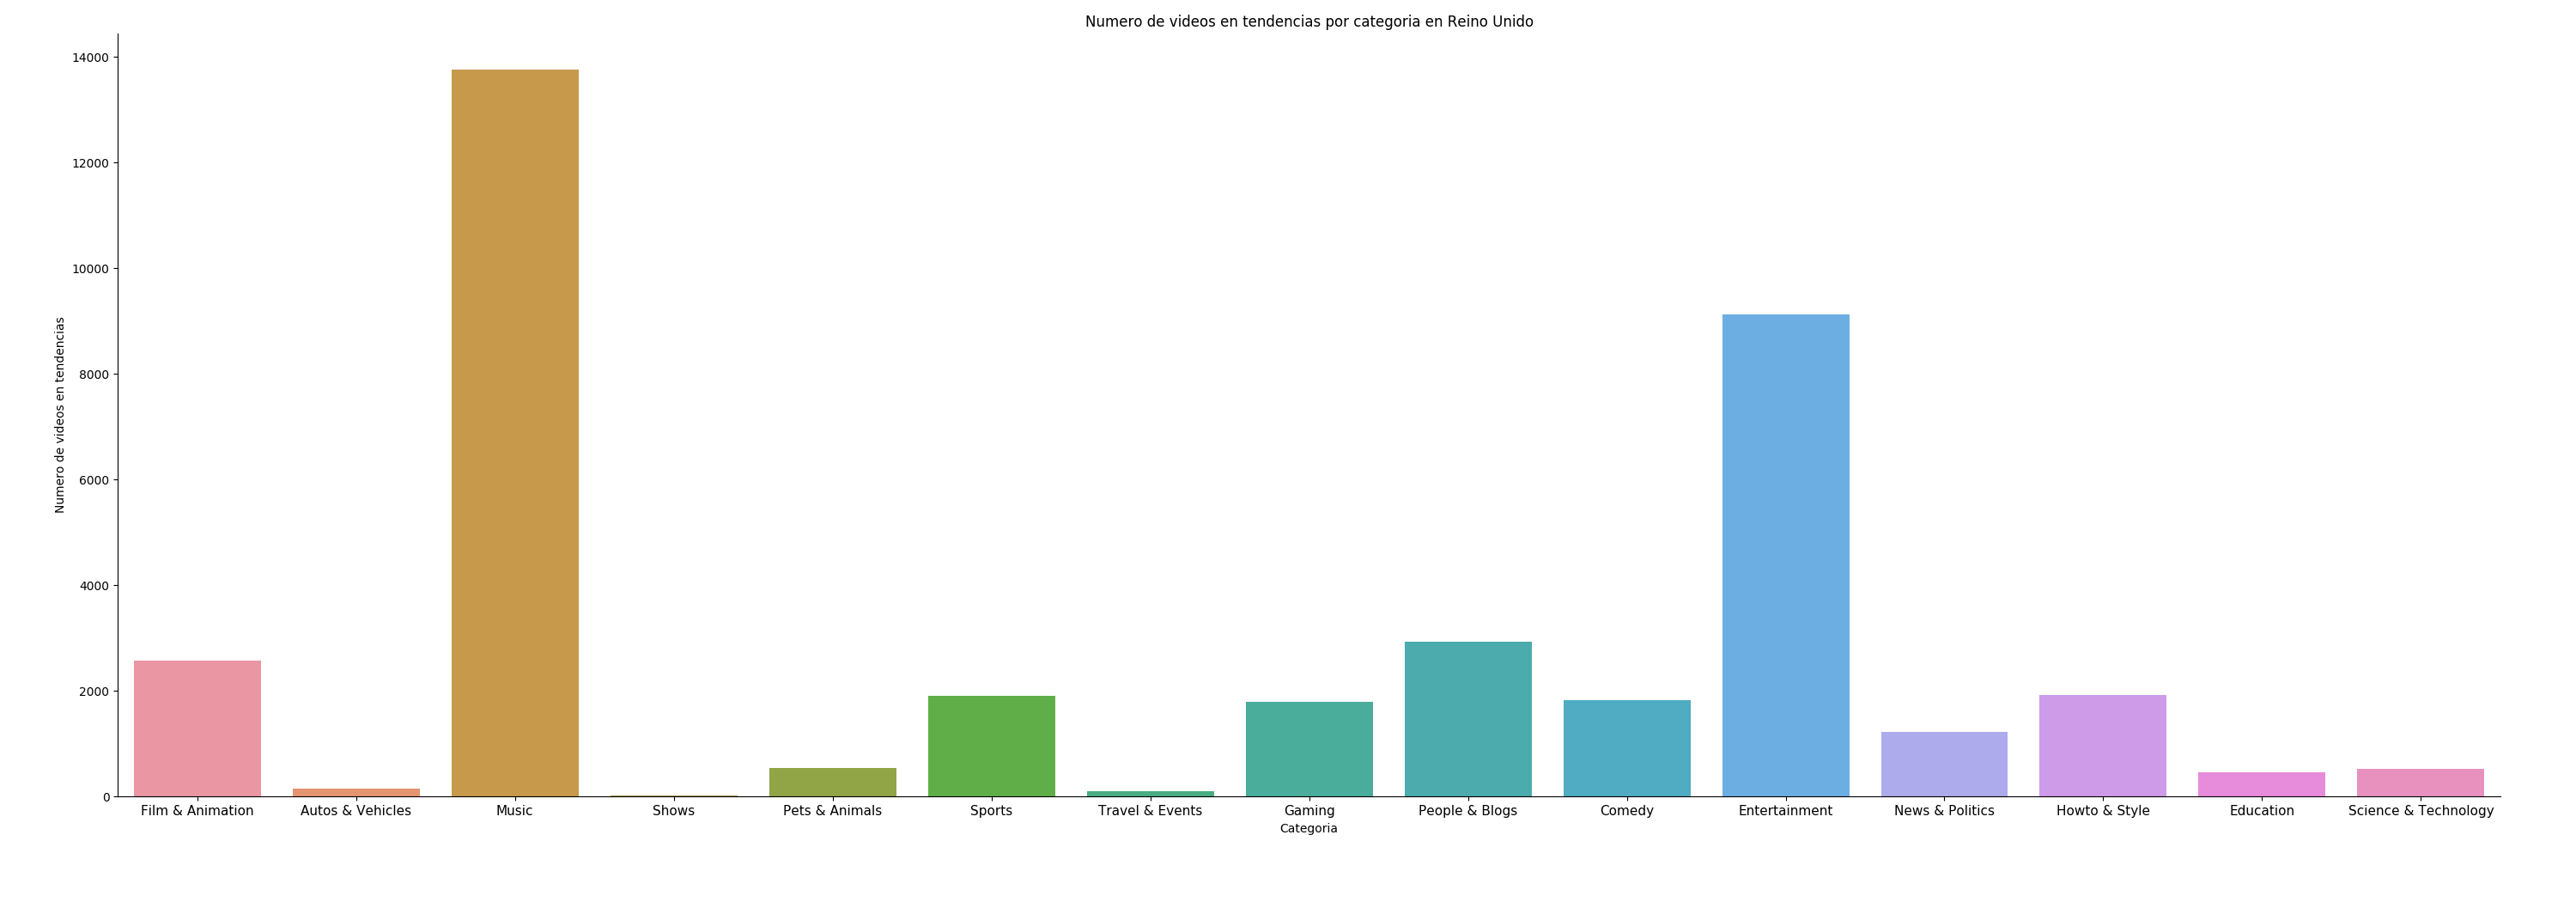 Numero de videos en tendencias por categoria en Reino Unido
Numero de videos en tendencias
14000
12000
10000
8000
6000
4000
2000
0
Film & Animation
Autos & Vehicles
Music
Shows
Pets & Animals
Sports
Travel & Events
Gaming
People & Blogs
Comedy
Entertainment
News & Politics
Howto & Style
Education
Science & Technology
Categoria